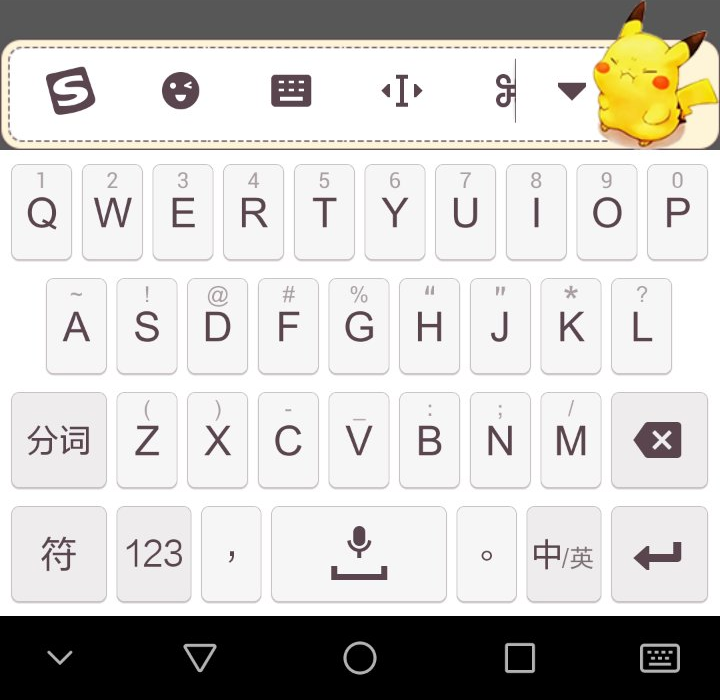 1 2 3 4 5 6 7 8 9 0
Q W E R T Y U I O P
~ ! @ # % “ " * ?
A S D F G H J K L
( ) - _ : ; /
分词 Z X C V B N M
符 123 ， 。 中/英